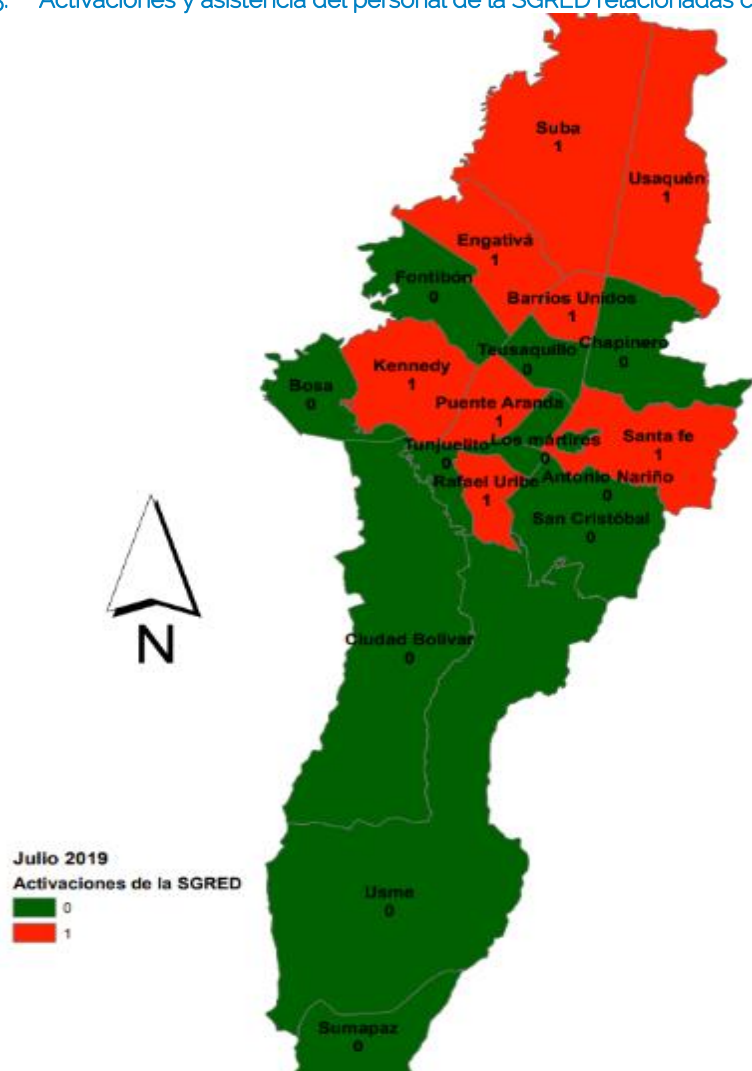 Activaciones y asistencia del personal de la SGRED relacionadas
Suba
1
Usaquén
1
Engativá
1
Fontibón
0
Barrios Unidos
1
Teusaquillo
0
Chapinero
0
Kennedy
1
Bosa
0
Puente Aranda
1
Santa fe
1
Tunjuelito
0
Los mártires
0
Rafael Uribe
1
Antonio Nariño
0
San Cristóbal
0
N
Ciudad Bolivar
0
Julio 2019
Activaciones de la SGRED
0
1
Usme
0
Sumapaz
0